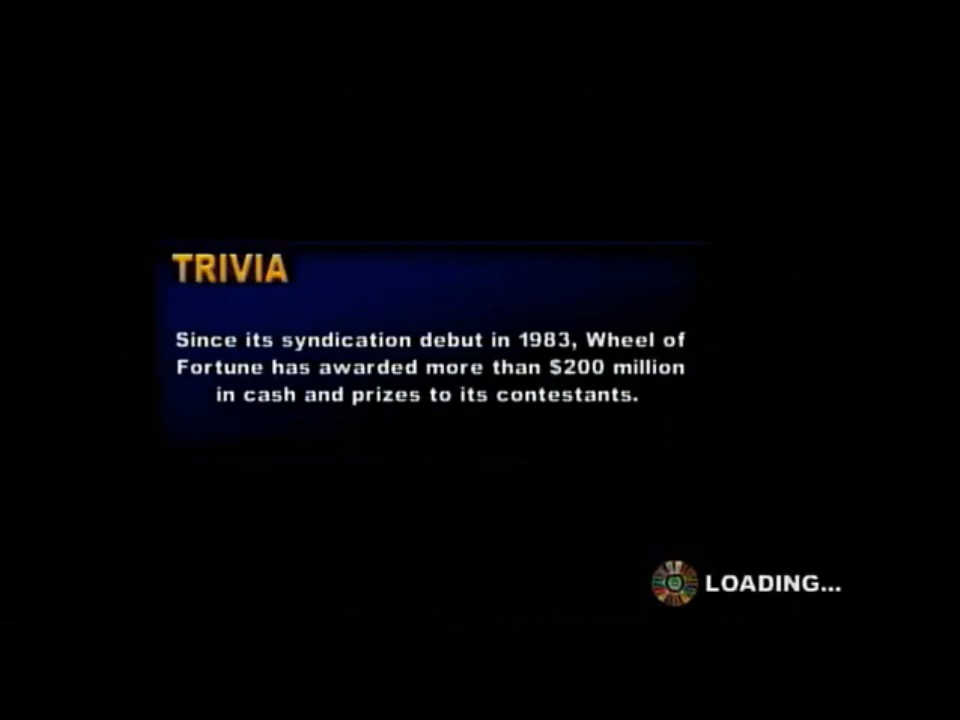 TRIVIA
Since its syndication debut in 1983, Wheel of
Fortune has awarded more than $200 million
in cash and prizes to its contestants.
LOADING...